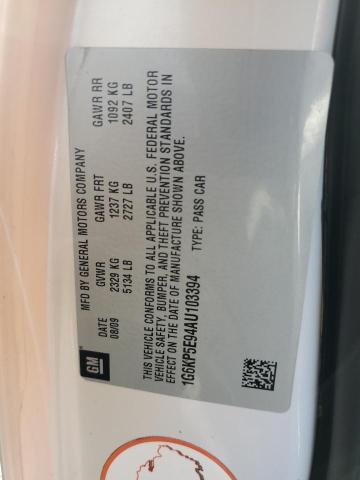 MFD BY GENERAL MOTORS COMPANY
DATE GVWR GAWR FRT GAWR RR
08/09 2329 KG 1237 KG 1092 KG
5134 LB 2727 LB 2407 LB
THIS VEHICLE CONFORMS TO ALL APPLICABLE U.S. FEDERAL MOTOR
VEHICLE SAFETY, BUMPER, AND THEFT PREVENTION STANDARDS IN
EFFECT ON THE DATE OF MANUFACTURE SHOWN ABOVE.
1G6KP5E94AU103394 TYPE: PASS CAR
GM